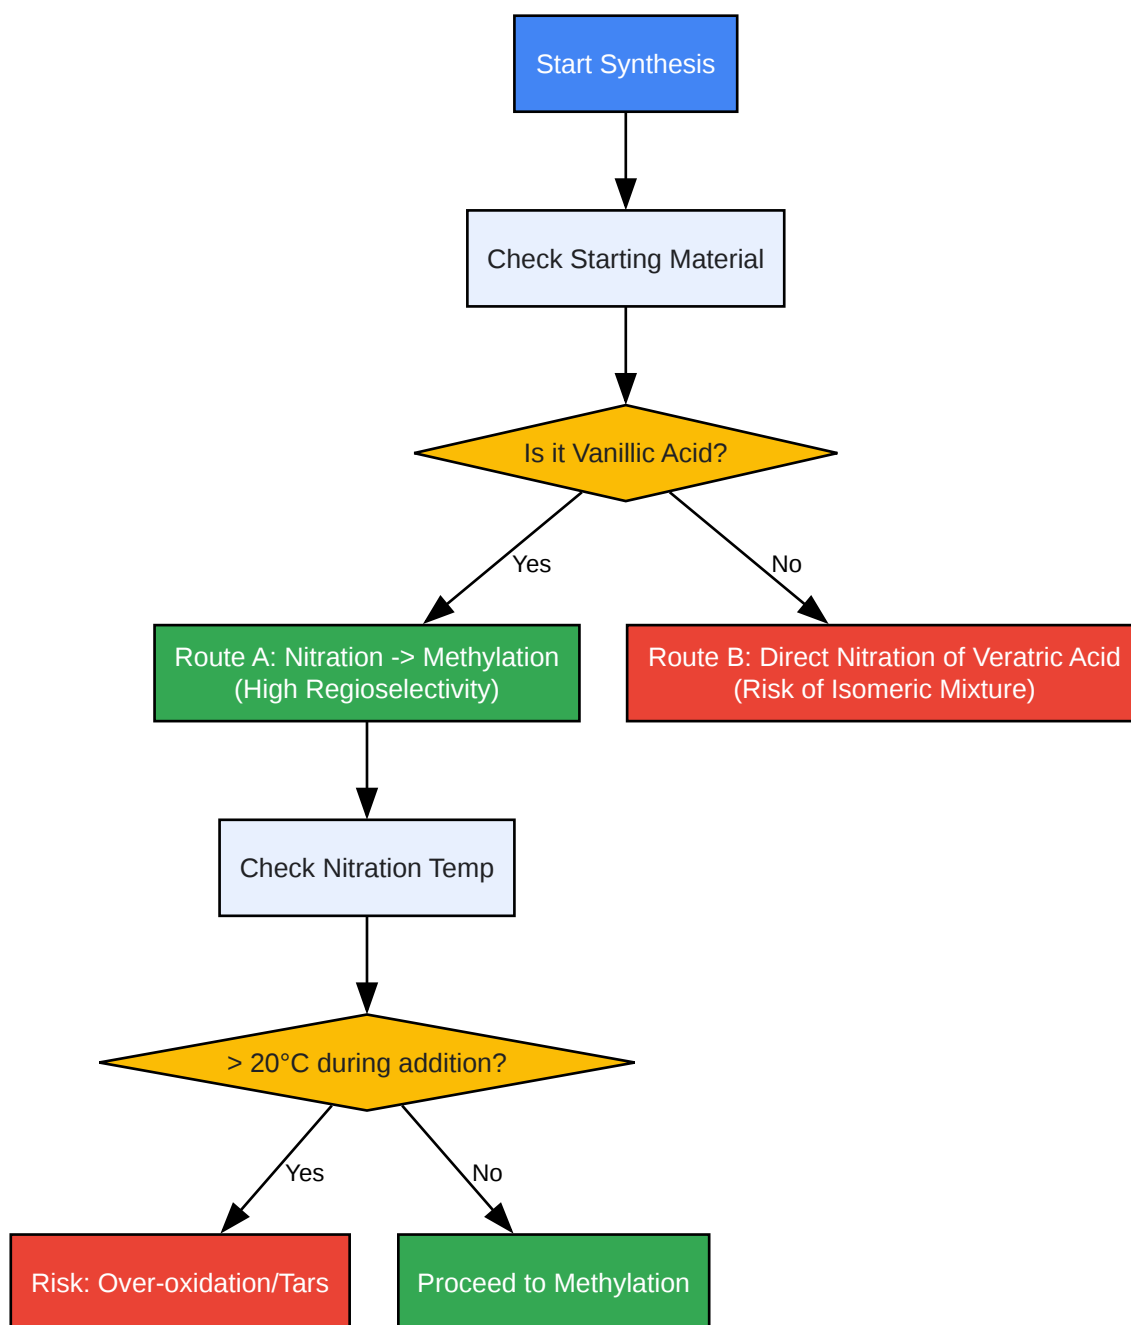 Start Synthesis
Check Starting Material
Is it Vanillic Acid?
Yes
No
Route A: Nitration -> Methylation
(High Regioselectivity)
Route B: Direct Nitration of Veratric Acid
(Risk of Isomeric Mixture)
Check Nitration Temp
> 20°C during addition?
Yes
No
Risk: Over-oxidation/Tars
Proceed to Methylation